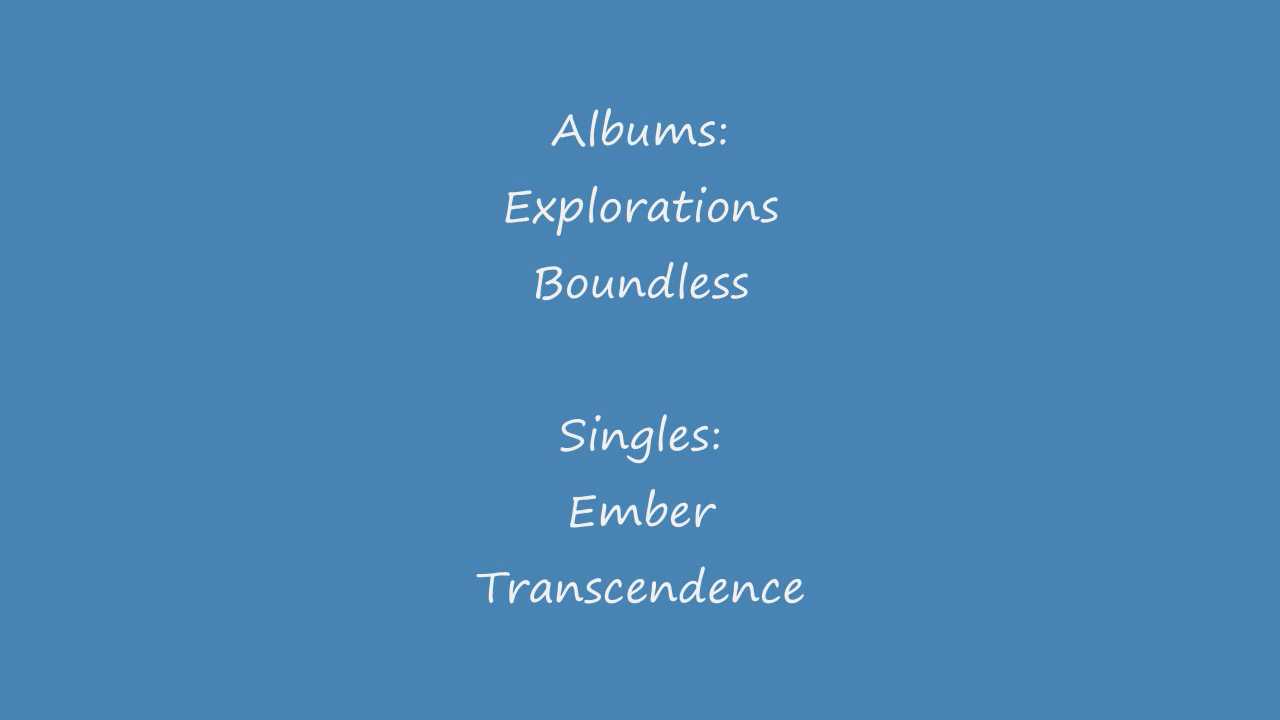 Albums:
Explorations
Boundless
Singles:
Ember
Transcendence